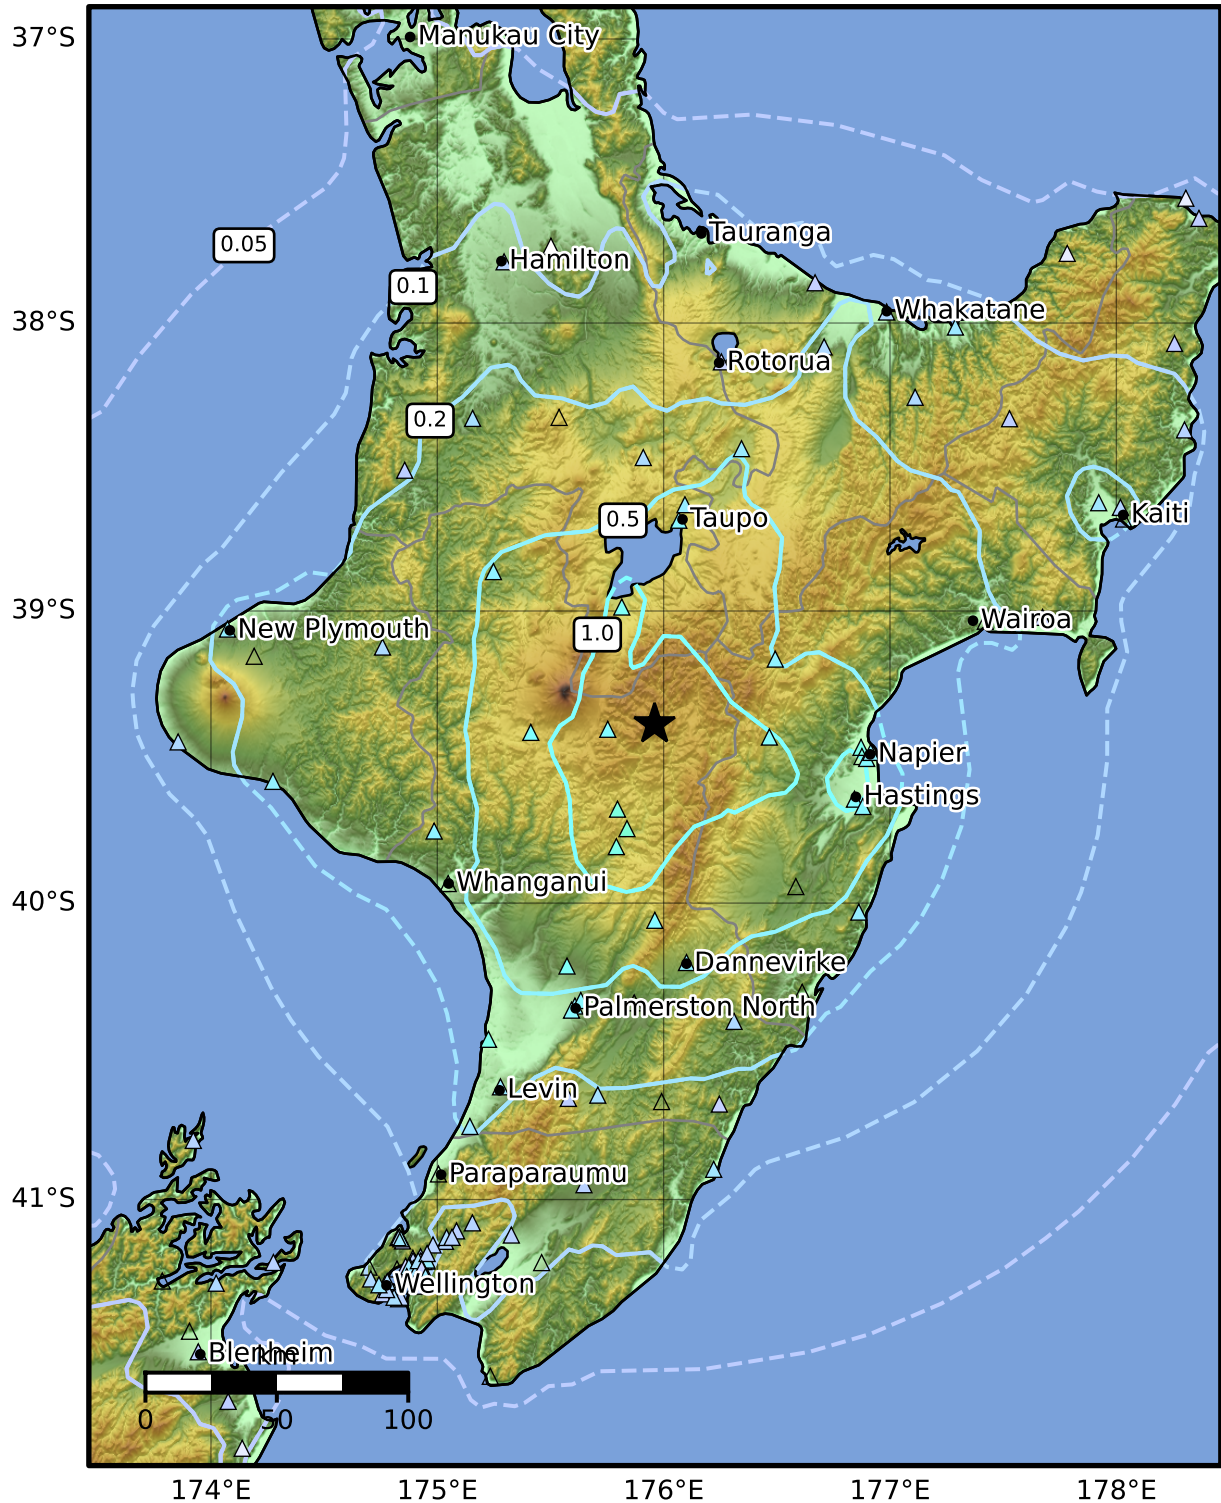 37°S
Manukau City
0.05
Tauranga
Hamilton
0.1
38°S
Whakatane
Rotorua
0.2
0.5
Taupo
Kaiti
39°S
Wairoa
New Plymouth
1.0
Napier
Hastings
Whanganui
40°S
Dannevirke
Palmerston North
Levin
Paraparaumu
41°S
Wellington
Blenheim
km
0 50 100
174°E 175°E 176°E 177°E 178°E